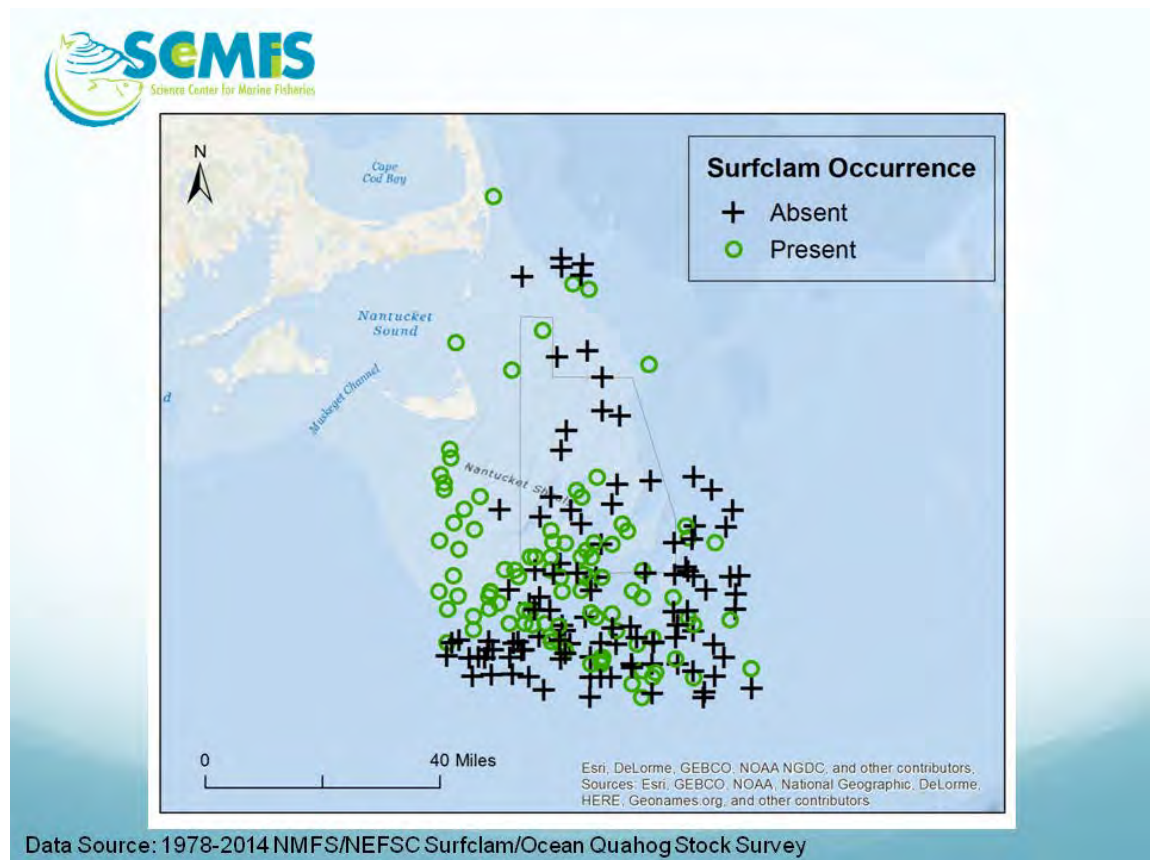 SCeMFiS
Science Center for Marine Fisheries
N
Cape
Cod Bay
Surfclam Occurrence
Absent
Present
Nantucket
Sound
Muskeget Channel
d
Nantucket
0
40 Miles
Esri, DeLorme, GEBCO, NOAA NGDC, and other contributors,
Sources: Esri, GEBCO, NOAA, National Geographic, DeLorme,
HERE, Geonames.org, and other contributors
Data Source: 1978-2014 NMFS/NEFSC Surfclam/Ocean Quahog Stock Survey